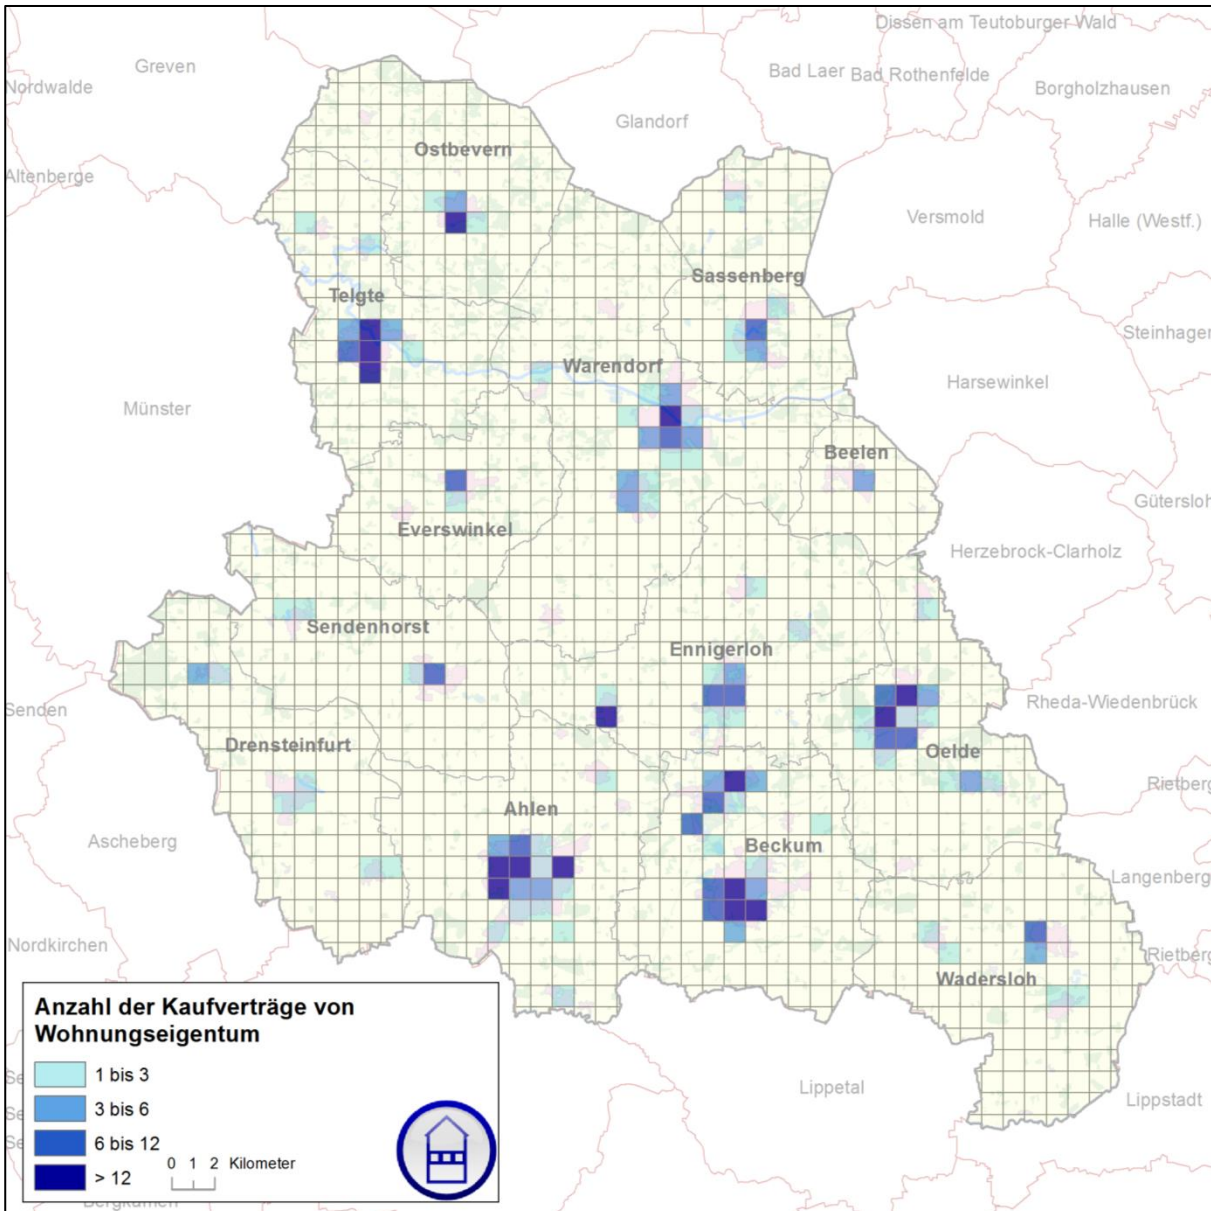 Dissen am Teutoburger Wald
Greven
Bad Laer
Bad Rothenfelde
Nordwalde
Borgholzhausen
Glandorf
Ostbevern
Altenberge
Versmold
Halle (Westf.)
Sassenberg
Telgte
Steinhagen
Warendorf
Harsewinkel
Münster
Beelen
Gütersloh
Everswinkel
Herzebrock-Clarholz
Sendenhorst
Ennigerloh
Rheda-Wiedenbrück
Senden
Drensteinfurt
Oelde
Rietberg
Ahlen
Ascheberg
Beckum
Langenberg
Nordkirchen
Rietberg
Wadersloh
Anzahl der Kaufverträge von
Wohnungseigentum
1 bis 3
3 bis 6
6 bis 12
> 12
0 1 2 Kilometer
Lippetal
Lippstadt
Se
Se
Se